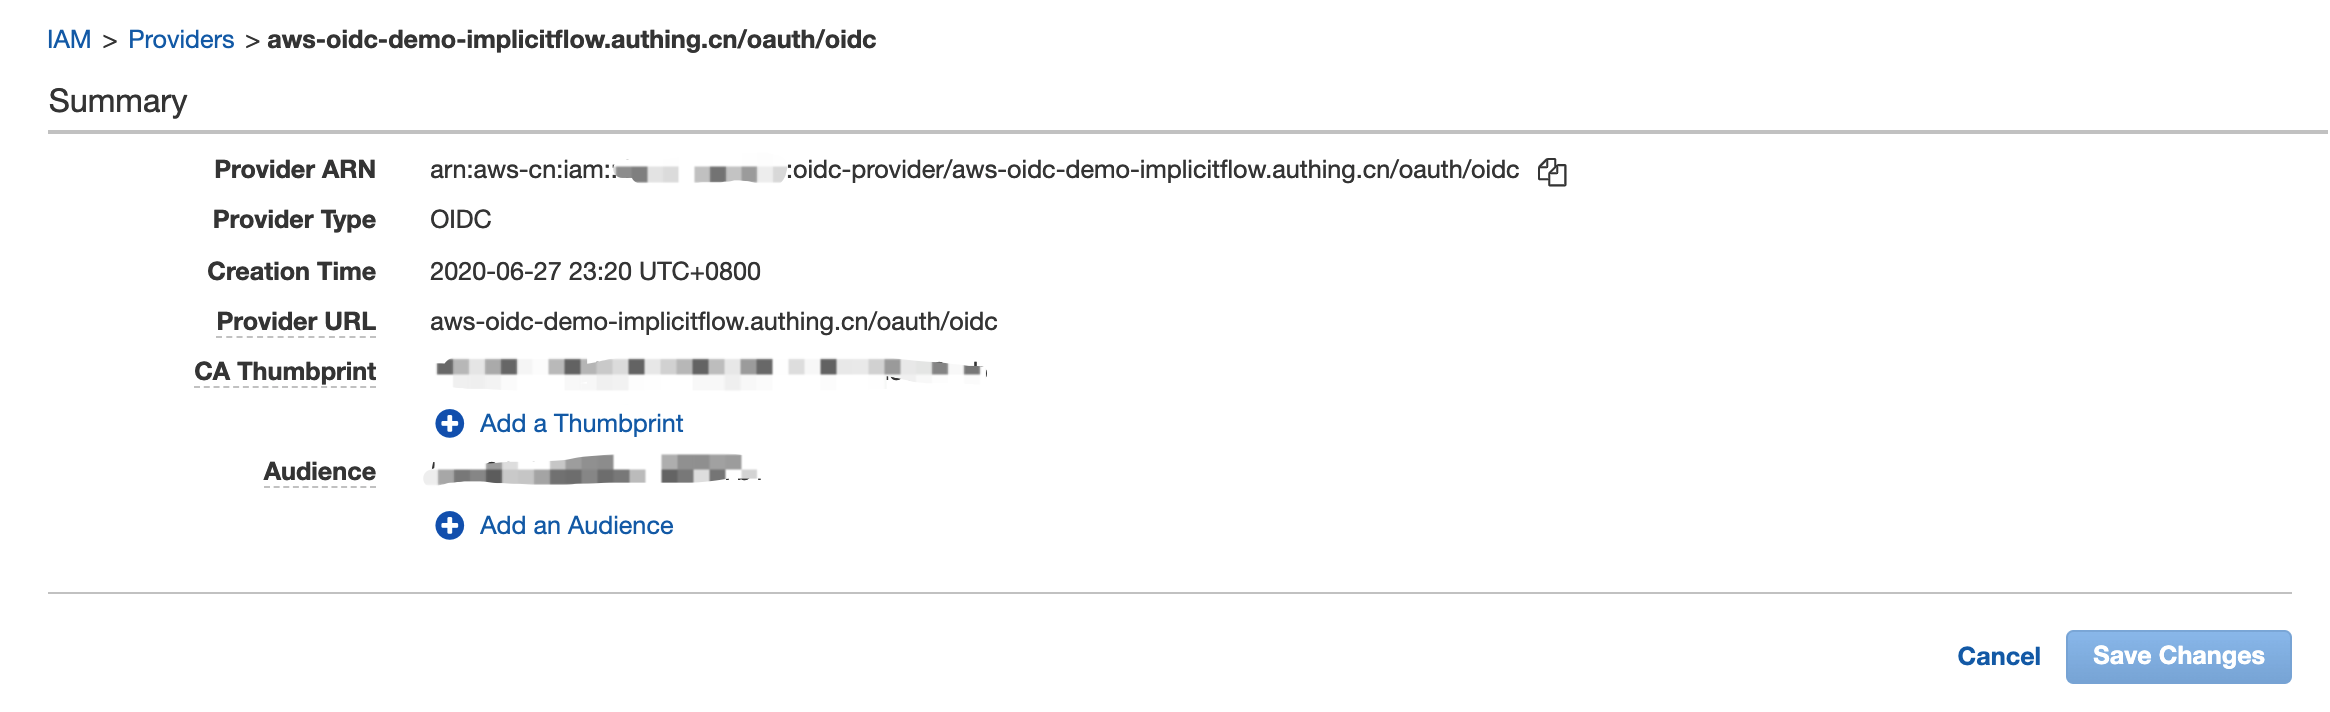 IAM > Providers > aws-oidc-demo-implicitflow.authing.cn/oauth/oidc
Summary
Provider ARN arn:aws-cn:iam:: :oidc-provider/aws-oidc-demo-implicitflow.authing.cn/oauth/oidc
Provider Type OIDC
Creation Time 2020-06-27 23:20 UTC+0800
Provider URL aws-oidc-demo-implicitflow.authing.cn/oauth/oidc
CA Thumbprint
Add a Thumbprint
Audience
Add an Audience
Cancel Save Changes